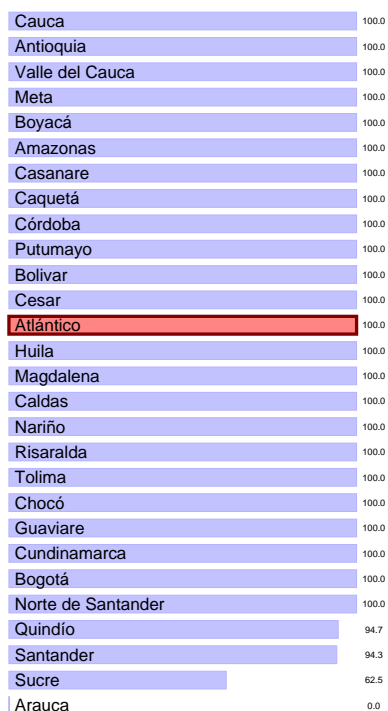 Cauca 100.0
Antioquia 100.0
Valle del Cauca 100.0
Meta 100.0
Boyacá 100.0
Amazonas 100.0
Casanare 100.0
Caquetá 100.0
Córdoba 100.0
Putumayo 100.0
Bolivar 100.0
Cesar 100.0
Atlántico 100.0
Huila 100.0
Magdalena 100.0
Caldas 100.0
Nariño 100.0
Risaralda 100.0
Tolima 100.0
Chocó 100.0
Guaviare 100.0
Cundinamarca 100.0
Bogotá 100.0
Norte de Santander 100.0
Quindío 94.7
Santander 94.3
Sucre 62.5
Arauca 0.0